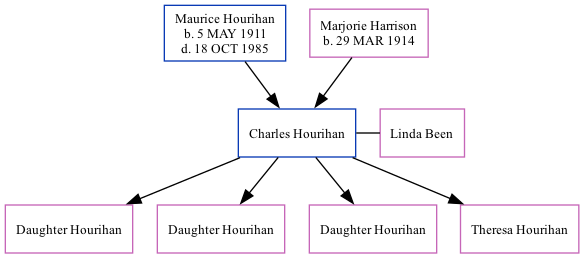 Maurice Hourihan
b. 5 MAY 1911
d. 18 OCT 1985
Marjorie Harrison
b. 29 MAR 1914
Charles Hourihan
Linda Been
Daughter Hourihan
Daughter Hourihan
Daughter Hourihan
Theresa Hourihan